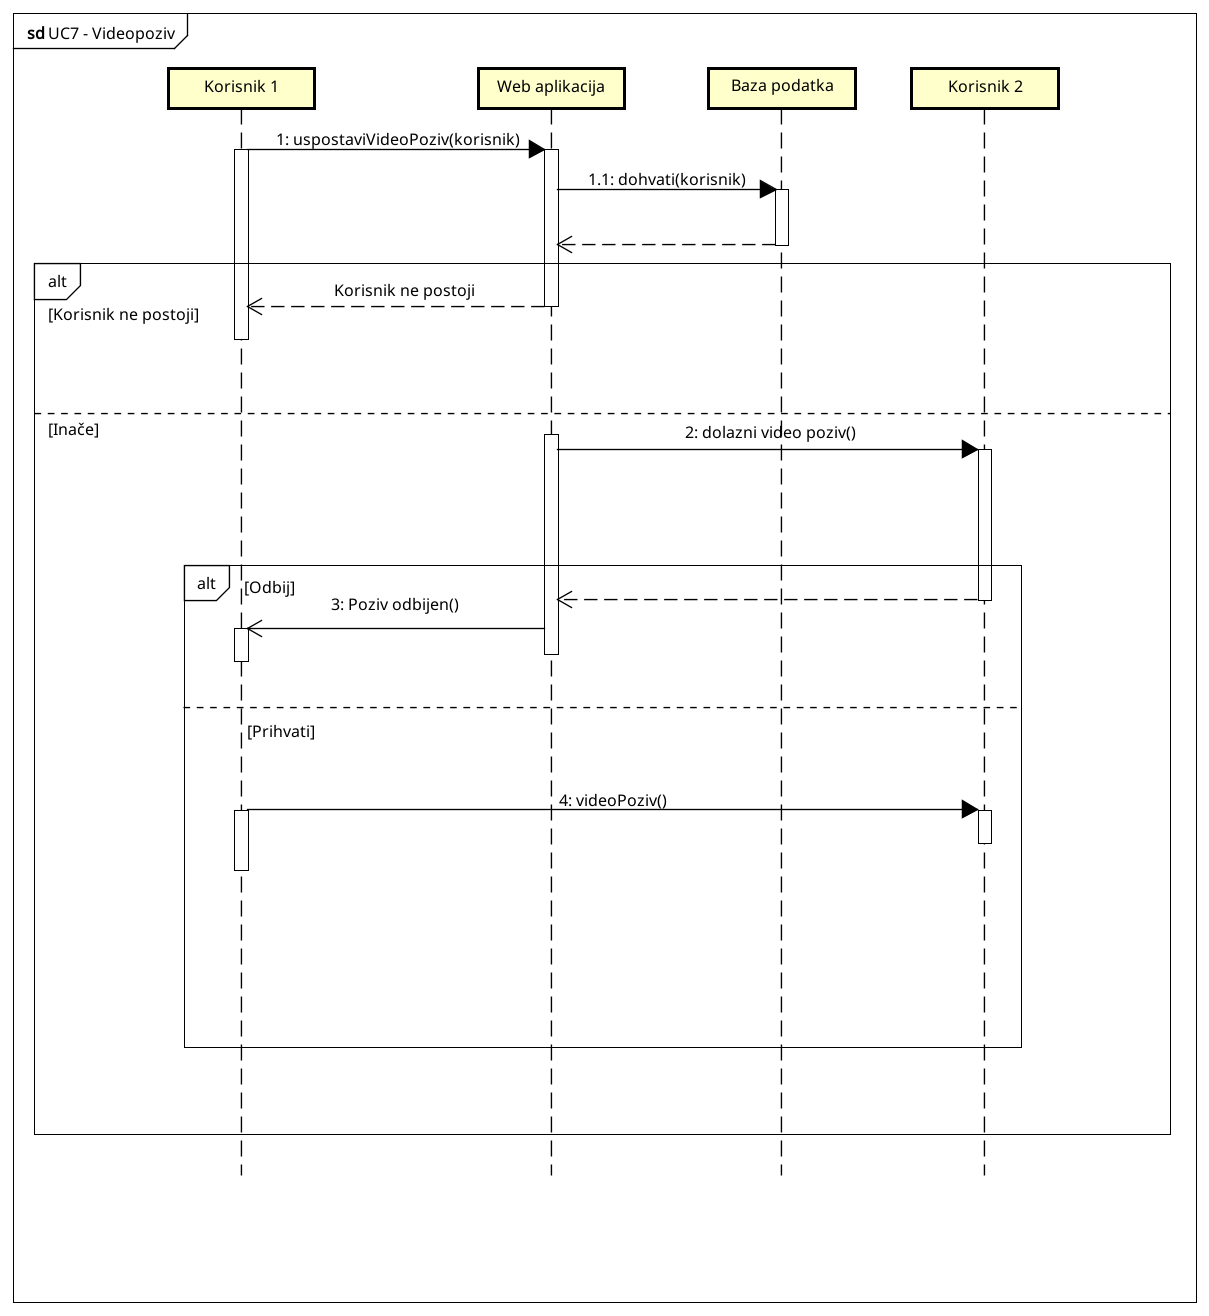 sd UC7 - Videopoziv
Korisnik 1
Web aplikacija
Baza podatka
Korisnik 2
1: uspostaviVideoPoziv(korisnik)
1.1: dohvati(korisnik)
alt
Korisnik ne postoji
[Korisnik ne postoji]
[Inače]
2: dolazni video poziv()
alt
[Odbij]
3: Poziv odbijen()
[Prihvati]
4: videoPoziv()